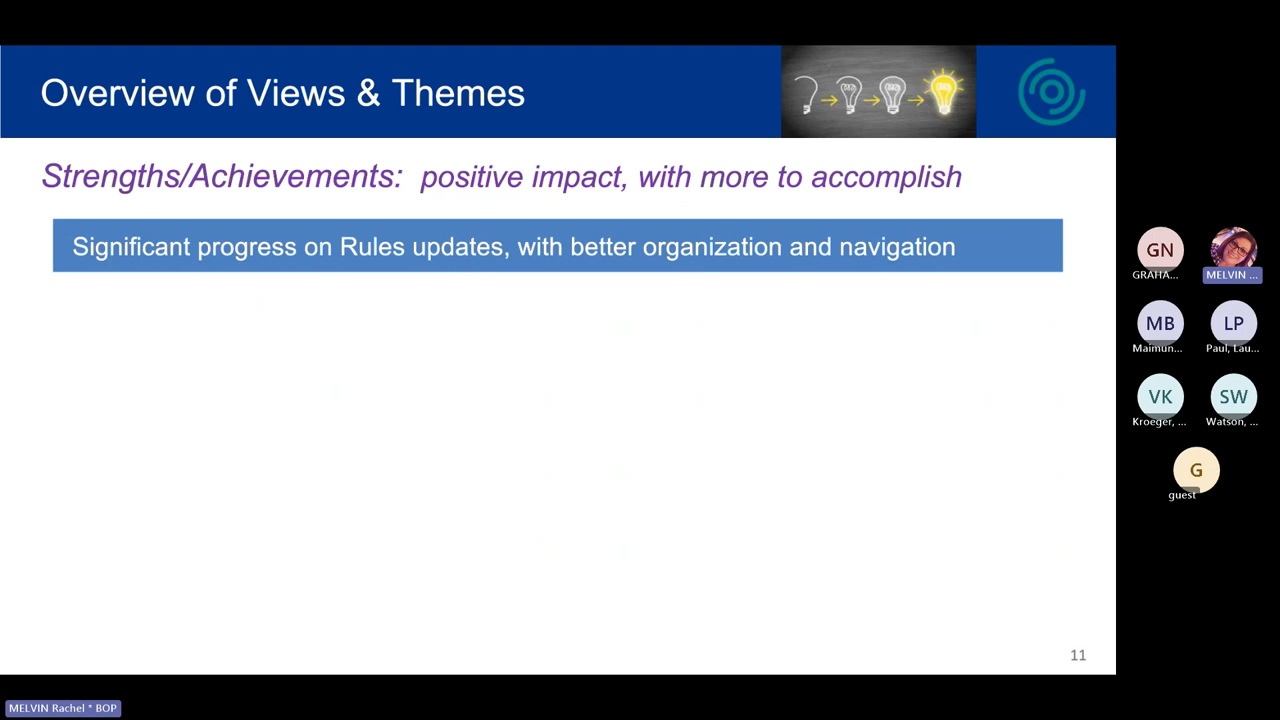 Overview of Views & Themes
Strengths/Achievements: positive impact, with more to accomplish
Significant progress on Rules updates, with better organization and navigation
11
GN
GRAHA...
MELVIN ...
MB
Maimun...
LP
Paul, Lau...
VK
Kroeger, ...
SW
Watson, ...
G
guest
MELVIN Rachel * BOP